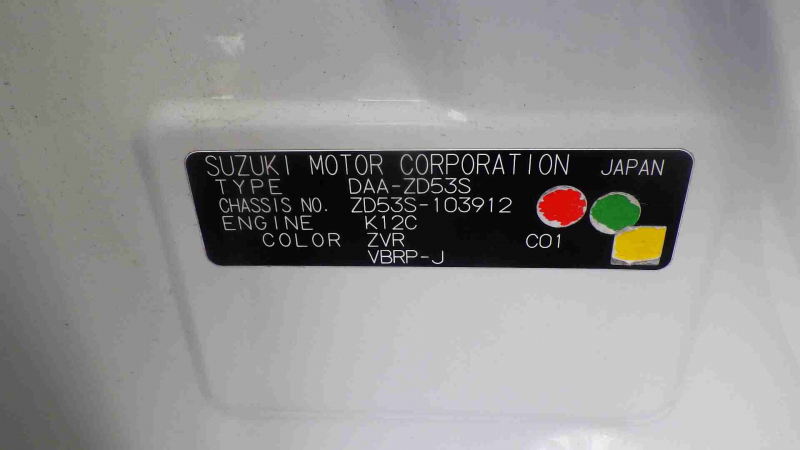 SUZUKI MOTOR CORPORATION JAPAN
TYPE DAA-ZD53S
CHASSIS NO. ZD53S-103912
ENGINE K12C
COLOR ZVR C01
VBRP-J